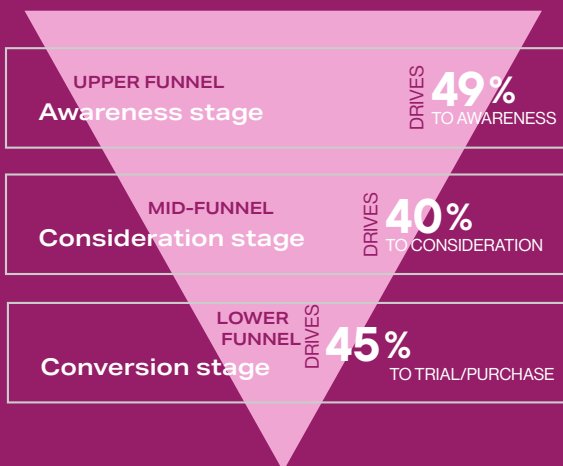 UPPER FUNNEL
Awareness stage
DRIVES
49%
TO AWARENESS
MID-FUNNEL
Consideration stage
DRIVES
40%
TO CONSIDERATION
LOWER
FUNNEL
Conversion stage
DRIVES
45%
TO TRIAL/PURCHASE